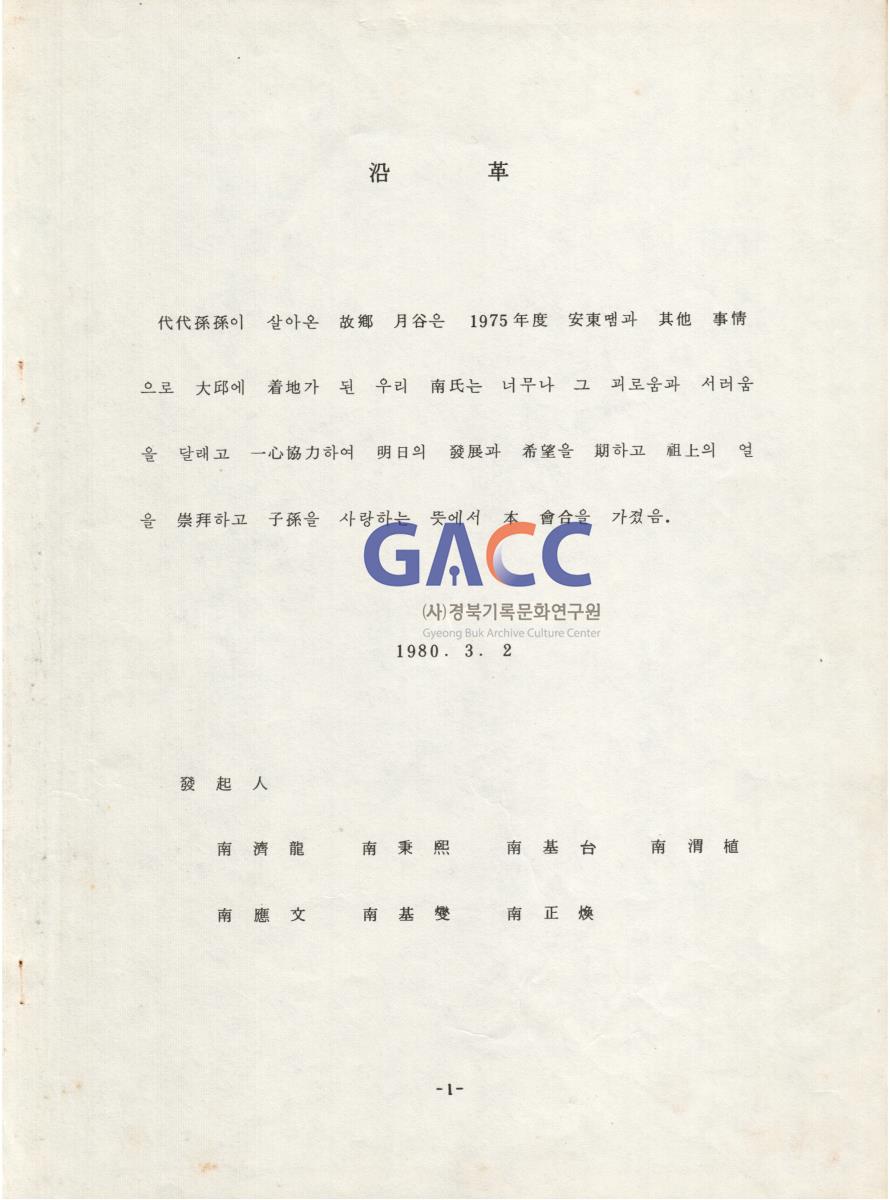 沿 革
代代孫孫이 살아온 故鄕 月谷은 1975年度 安東땜과 其他 事情
으로 大邱에 着地가 된 우리 南氏는 너무나 그 괴로움과 서러움
을 달래고 一心協力하여 明日의 發展과 希望을 期하고 祖上의 얼
을 崇拜하고 子孫을 사랑하는 뜻에서 本 會合을 가졌음.
GACC
(사)경북기록문화연구원
Gyeong Buk Archive Culture Center
1980. 3. 2
發 起 人
南 濟 龍 南 秉 熙 南 基 台 南 渭 植
南 應 文 南 基 燮 南 正 煥
-1-